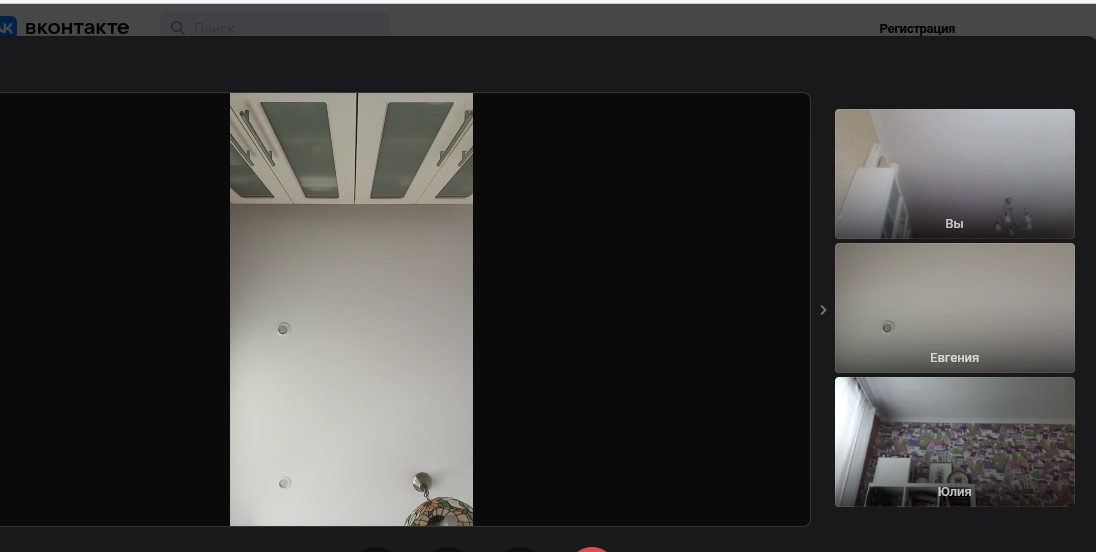 вконтакте
Поиск
Регистрация
Вы
Евгения
Юлия